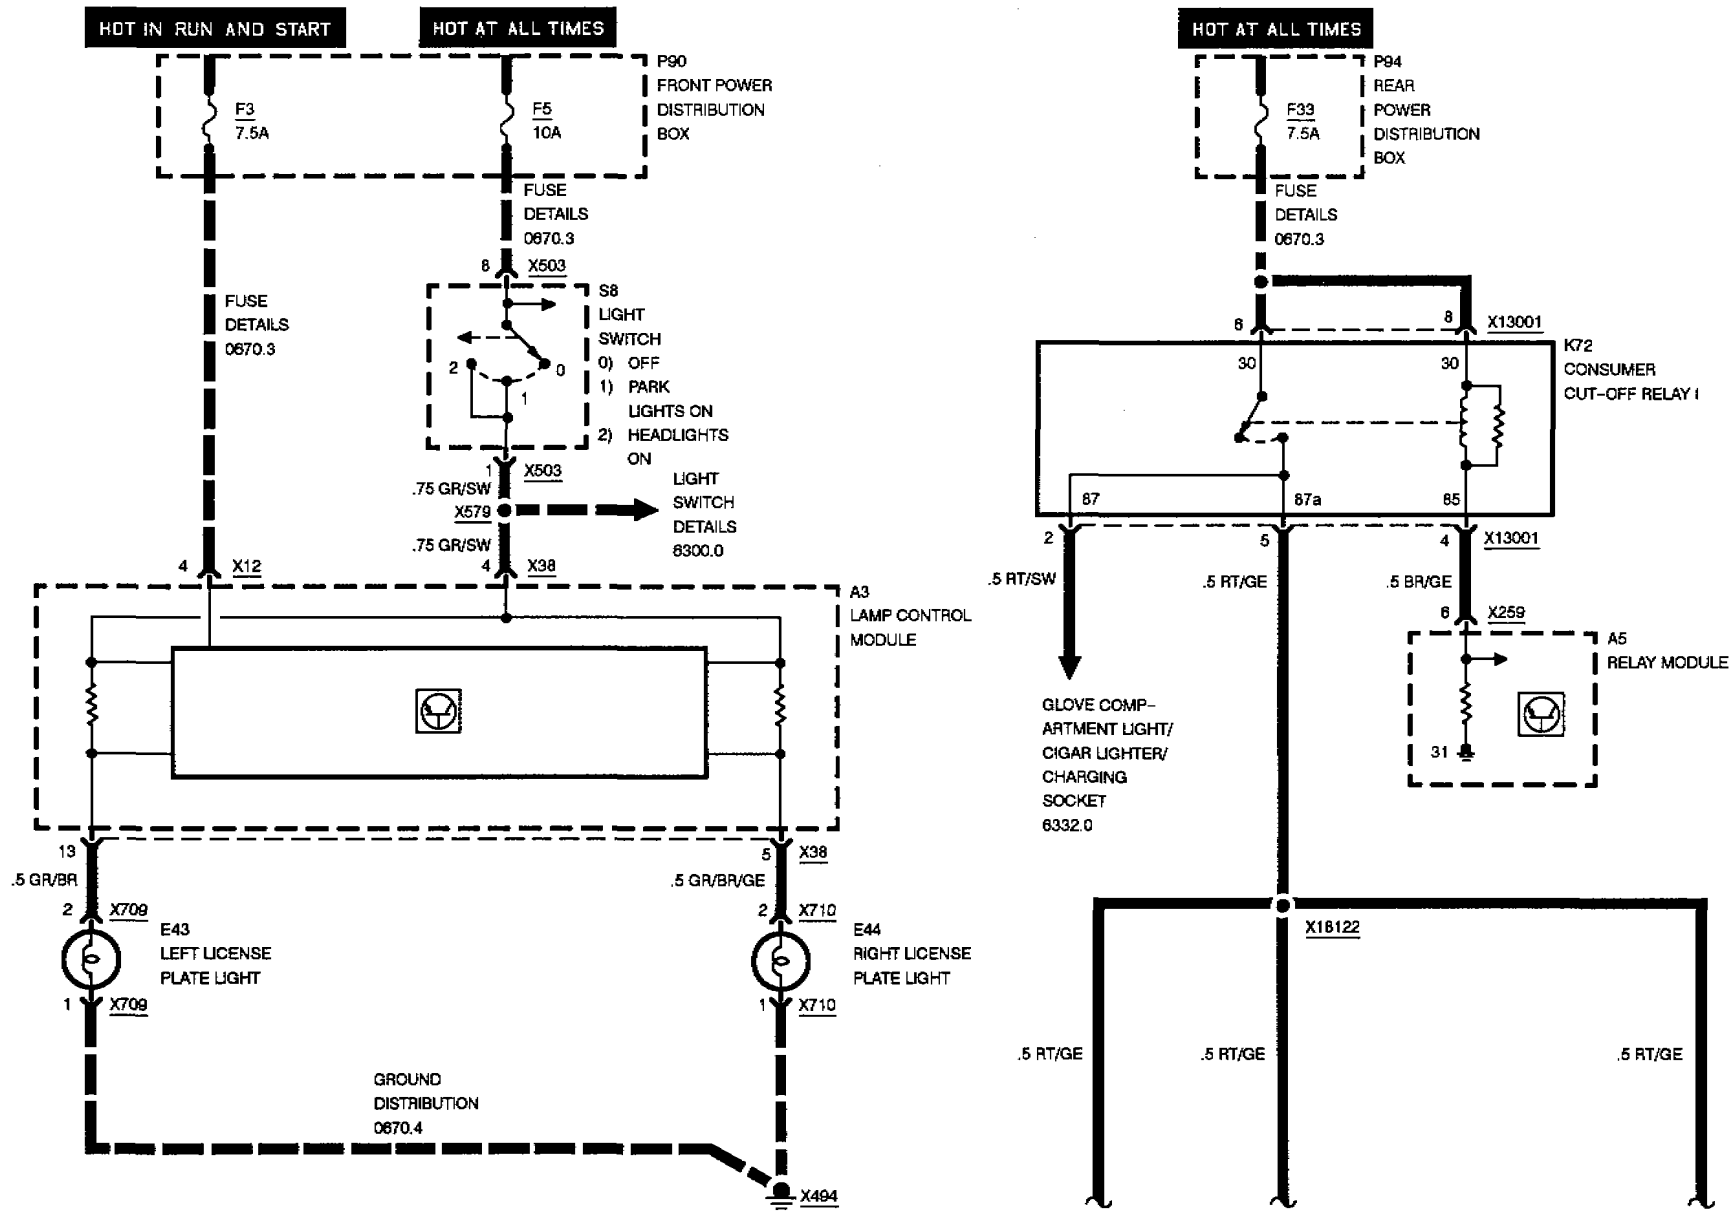 HOT IN RUN AND START
HOT AT ALL TIMES
HOT AT ALL TIMES
P90
FRONT POWER
DISTRIBUTION
BOX
F3
7.5A
F5
10A
P94
REAR
POWER
DISTRIBUTION
BOX
F33
7.5A
FUSE
DETAILS
0670.3
FUSE
DETAILS
0670.3
FUSE
DETAILS
0670.3
8
X503
S8
LIGHT
SWITCH
0) OFF
1) PARK
LIGHTS ON
2) HEADLIGHTS
ON
2
0
1
1
X503
.75 GR/SW
X579
LIGHT
SWITCH
DETAILS
6300.0
.75 GR/SW
4
X12
4
X38
A3
LAMP CONTROL
MODULE
13
5
X38
.5 GR/BR
.5 GR/BR/GE
2
X709
2
X710
E43
LEFT LICENSE
PLATE LIGHT
E44
RIGHT LICENSE
PLATE LIGHT
1
X709
1
X710
GROUND
DISTRIBUTION
0670.4
X494
6
8
X13001
K72
CONSUMER
CUT-OFF RELAY I
30
30
87
87a
85
2
5
4
X13001
.5 RT/SW
.5 RT/GE
.5 BR/GE
6
X259
A5
RELAY MODULE
31
GLOVE COMP-
ARTMENT LIGHT/
CIGAR LIGHTER/
CHARGING
SOCKET
6332.0
X18122
.5 RT/GE
.5 RT/GE
.5 RT/GE